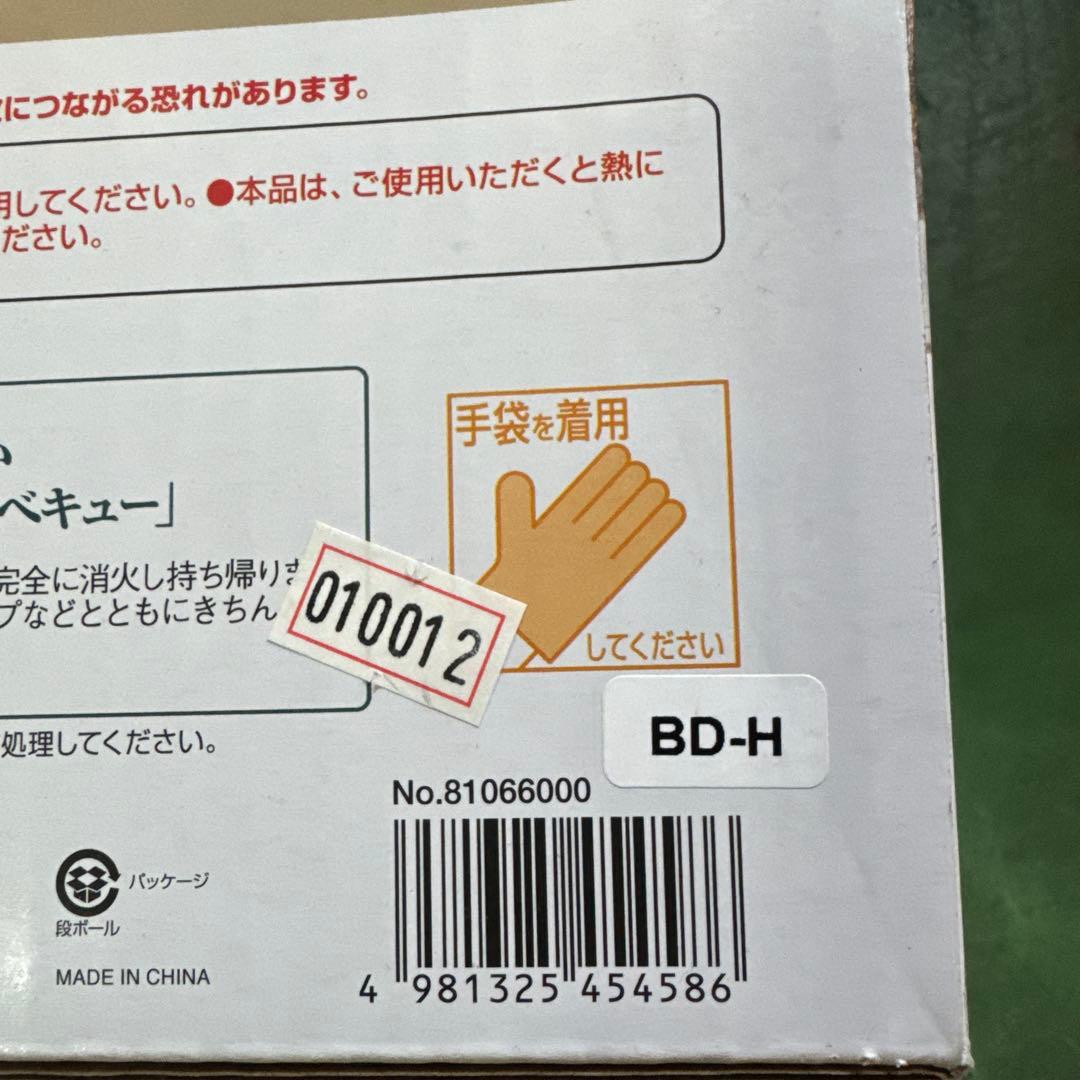 につながる恐れがあります。
用してください。●本品は、ご使用いただくと熱に
ださい。
手袋を着用
してください
い
ベキュー」
完全に消火し持ち帰りま
プなどとともにきちん
010012
処理してください。
BD-H
No.81066000
パッケージ
段ボール
MADE IN CHINA
4 981325 454586